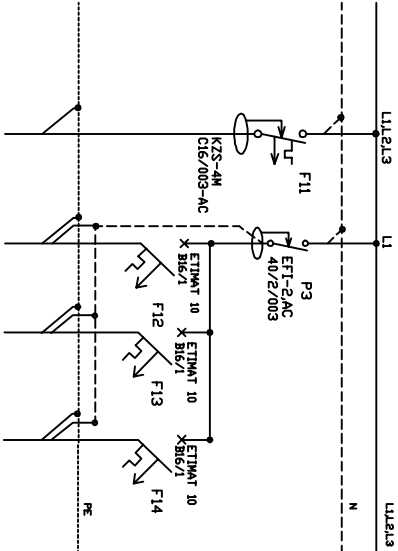 L1,L2,L3
L1,L2,L3
N
L1
F11
KZS-4M
C16/003-AC
P3
EFI-2,AC
40/2/003
ETIMAT 10
B16/1
F12
ETIMAT 10
B16/1
F13
ETIMAT 10
B16/1
F14
PE